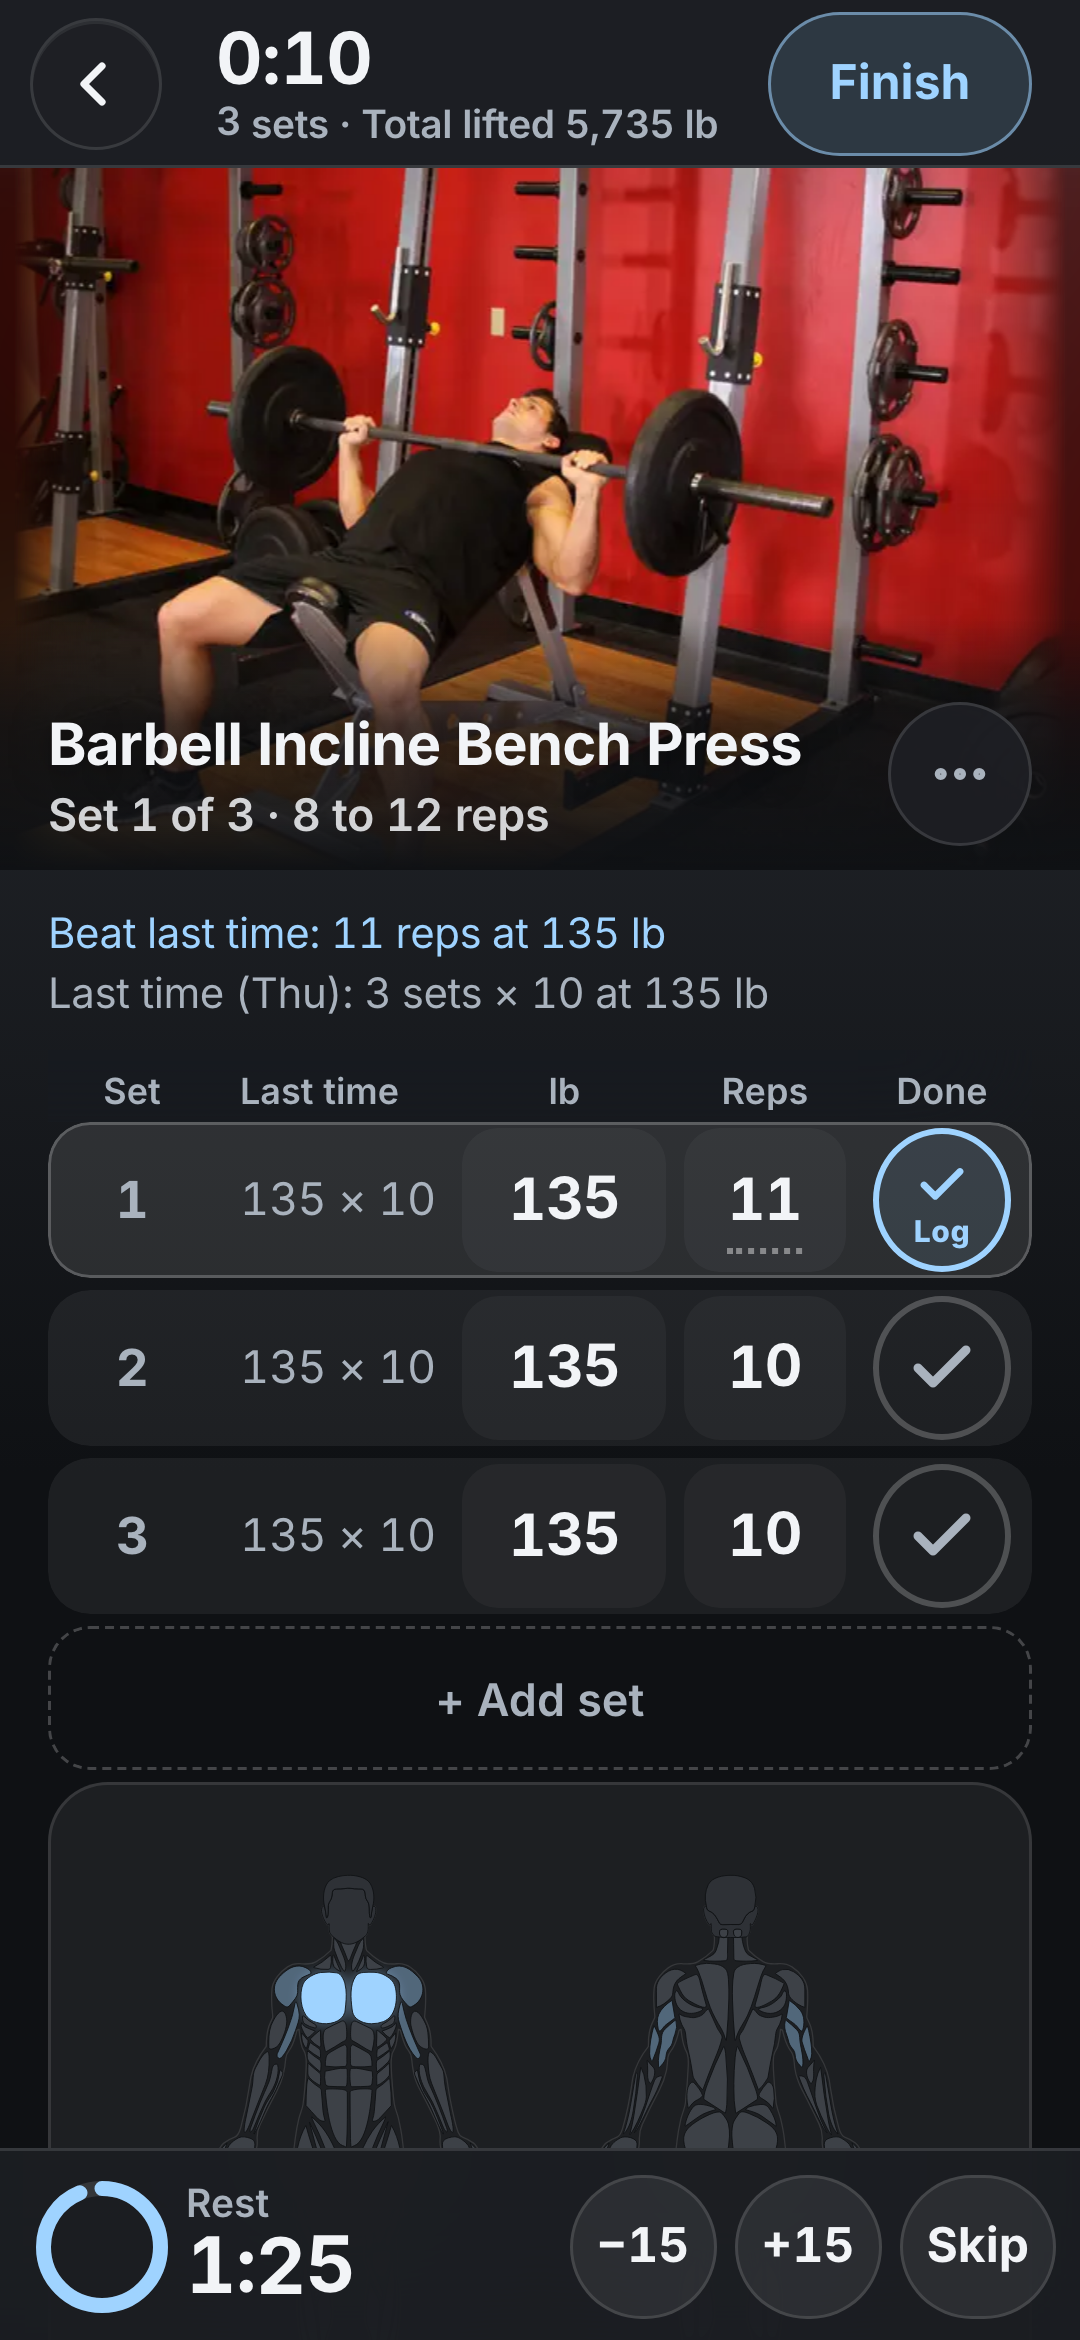 0:10
3 sets · Total lifted 5,735 lb
Finish
Barbell Incline Bench Press
Set 1 of 3 · 8 to 12 reps
Beat last time: 11 reps at 135 lb
Last time (Thu): 3 sets × 10 at 135 lb
Set Last time lb Reps Done
1 135 × 10 135 11 Log
2 135 × 10 135 10
3 135 × 10 135 10
+ Add set
Rest
1:25
−15 +15 Skip